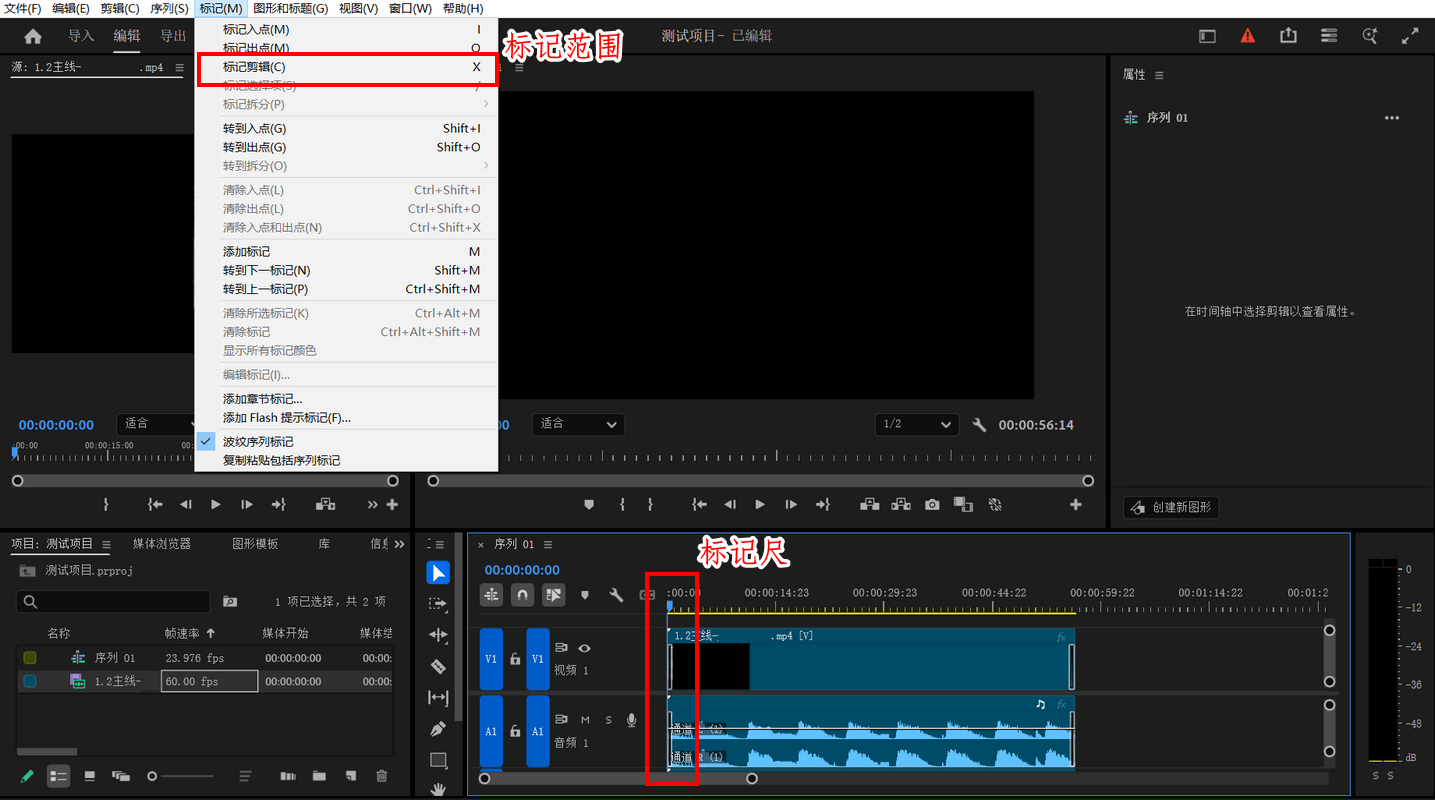 文件(F) 编辑(E) 剪辑(C) 序列(S) 标记(M) 图形和标题(G) 视图(V) 窗口(W) 帮助(H)
导入 编辑 导出
测试项目- 已编辑
源: 1.2主线- .mp4
标记入点(M) I
标记出点(M) O
标记剪辑(C) X
标记选择项(S) /
标记拆分(P)
转到入点(G) Shift+I
转到出点(G) Shift+O
转到拆分(O)
清除入点(L) Ctrl+Shift+I
清除出点(L) Ctrl+Shift+O
清除入点和出点(N) Ctrl+Shift+X
添加标记 M
转到下一标记(N) Shift+M
转到上一标记(P) Ctrl+Shift+M
清除所选标记(K) Ctrl+Alt+M
清除标记 Ctrl+Alt+Shift+M
显示所有标记颜色
编辑标记(I)...
添加章节标记...
添加 Flash 提示标记(F)...
波纹序列标记
复制粘贴包括序列标记
标记范围
属性
序列 01
在时间轴中选择剪辑以查看属性。
创建新图形
00:00:00:00 适合
:00:00 00:00:15:00 00:
00 适合 1/2 00:00:56:14
项目: 测试项目 媒体浏览器 图形模板 库 信息
测试项目.prproj
1 项已选择，共 2 项
名称 帧速率 媒体开始 媒体结
序列 01 23.976 fps 00:00:00:00 00:00:
1.2主线- 60.00 fps 00:00:00:00 00:00:
× 序列 01
标记尺
00:00:00:00
:00:00 00:00:14:23 00:00:29:23 00:00:44:22 00:00:59:22 00:01:14:22 00:01:2
V1 V1 视频 1
1.2主线- .mp4 [V] fx
A1 A1 M S 音频 1
fx
通道 L (1)
通道 R (1)
0
-12
-24
-36
-48
dB
S S